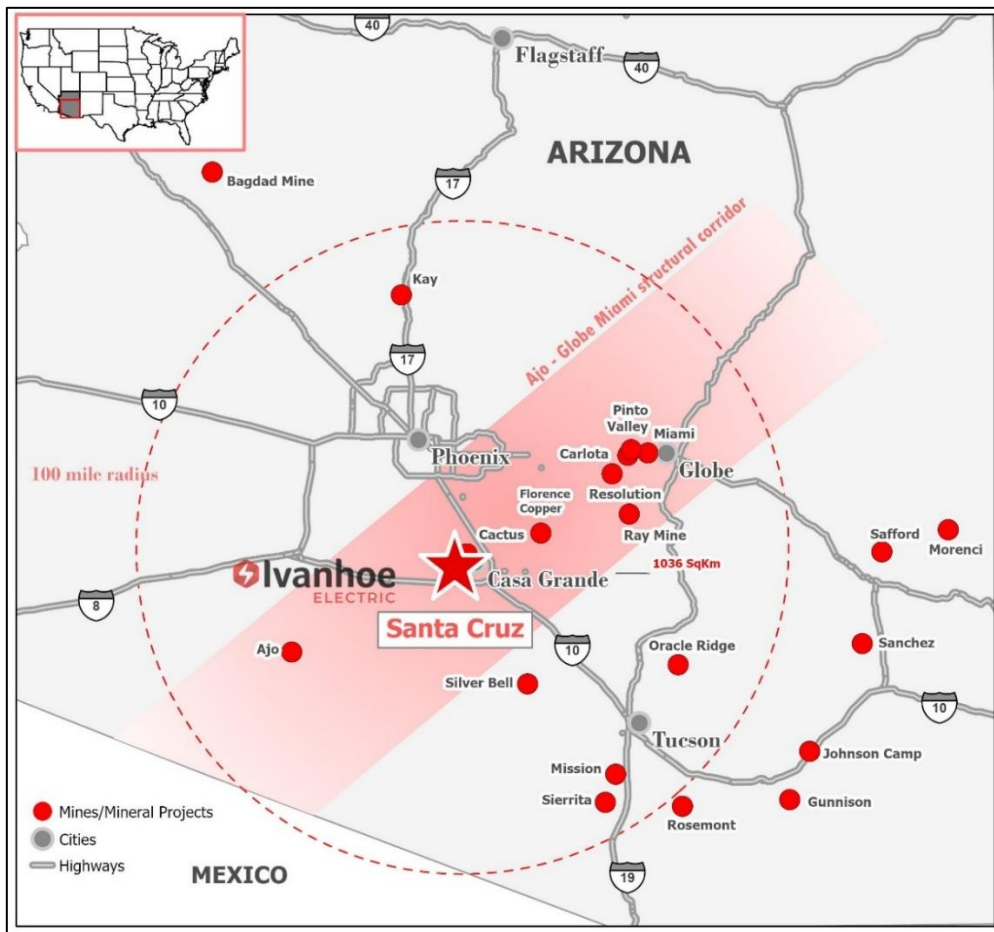 40
Flagstaff
40
ARIZONA
Bagdad Mine
17
Ajo - Globe Miami structural corridor
Kay
17
10
Pinto
Valley
Miami
Phoenix
Carlota
Globe
100 mile radius
Florence
Copper
Resolution
Cactus
Ray Mine
Safford
Morenci
1036 SqKm
Ivanhoe
ELECTRIC
Casa Grande
8
Santa Cruz
Ajo
10
Oracle Ridge
Sanchez
Silver Bell
10
Tucson
Johnson Camp
Mission
Sierrita
Gunnison
Rosemont
Mines/Mineral Projects
Cities
Highways
MEXICO
19